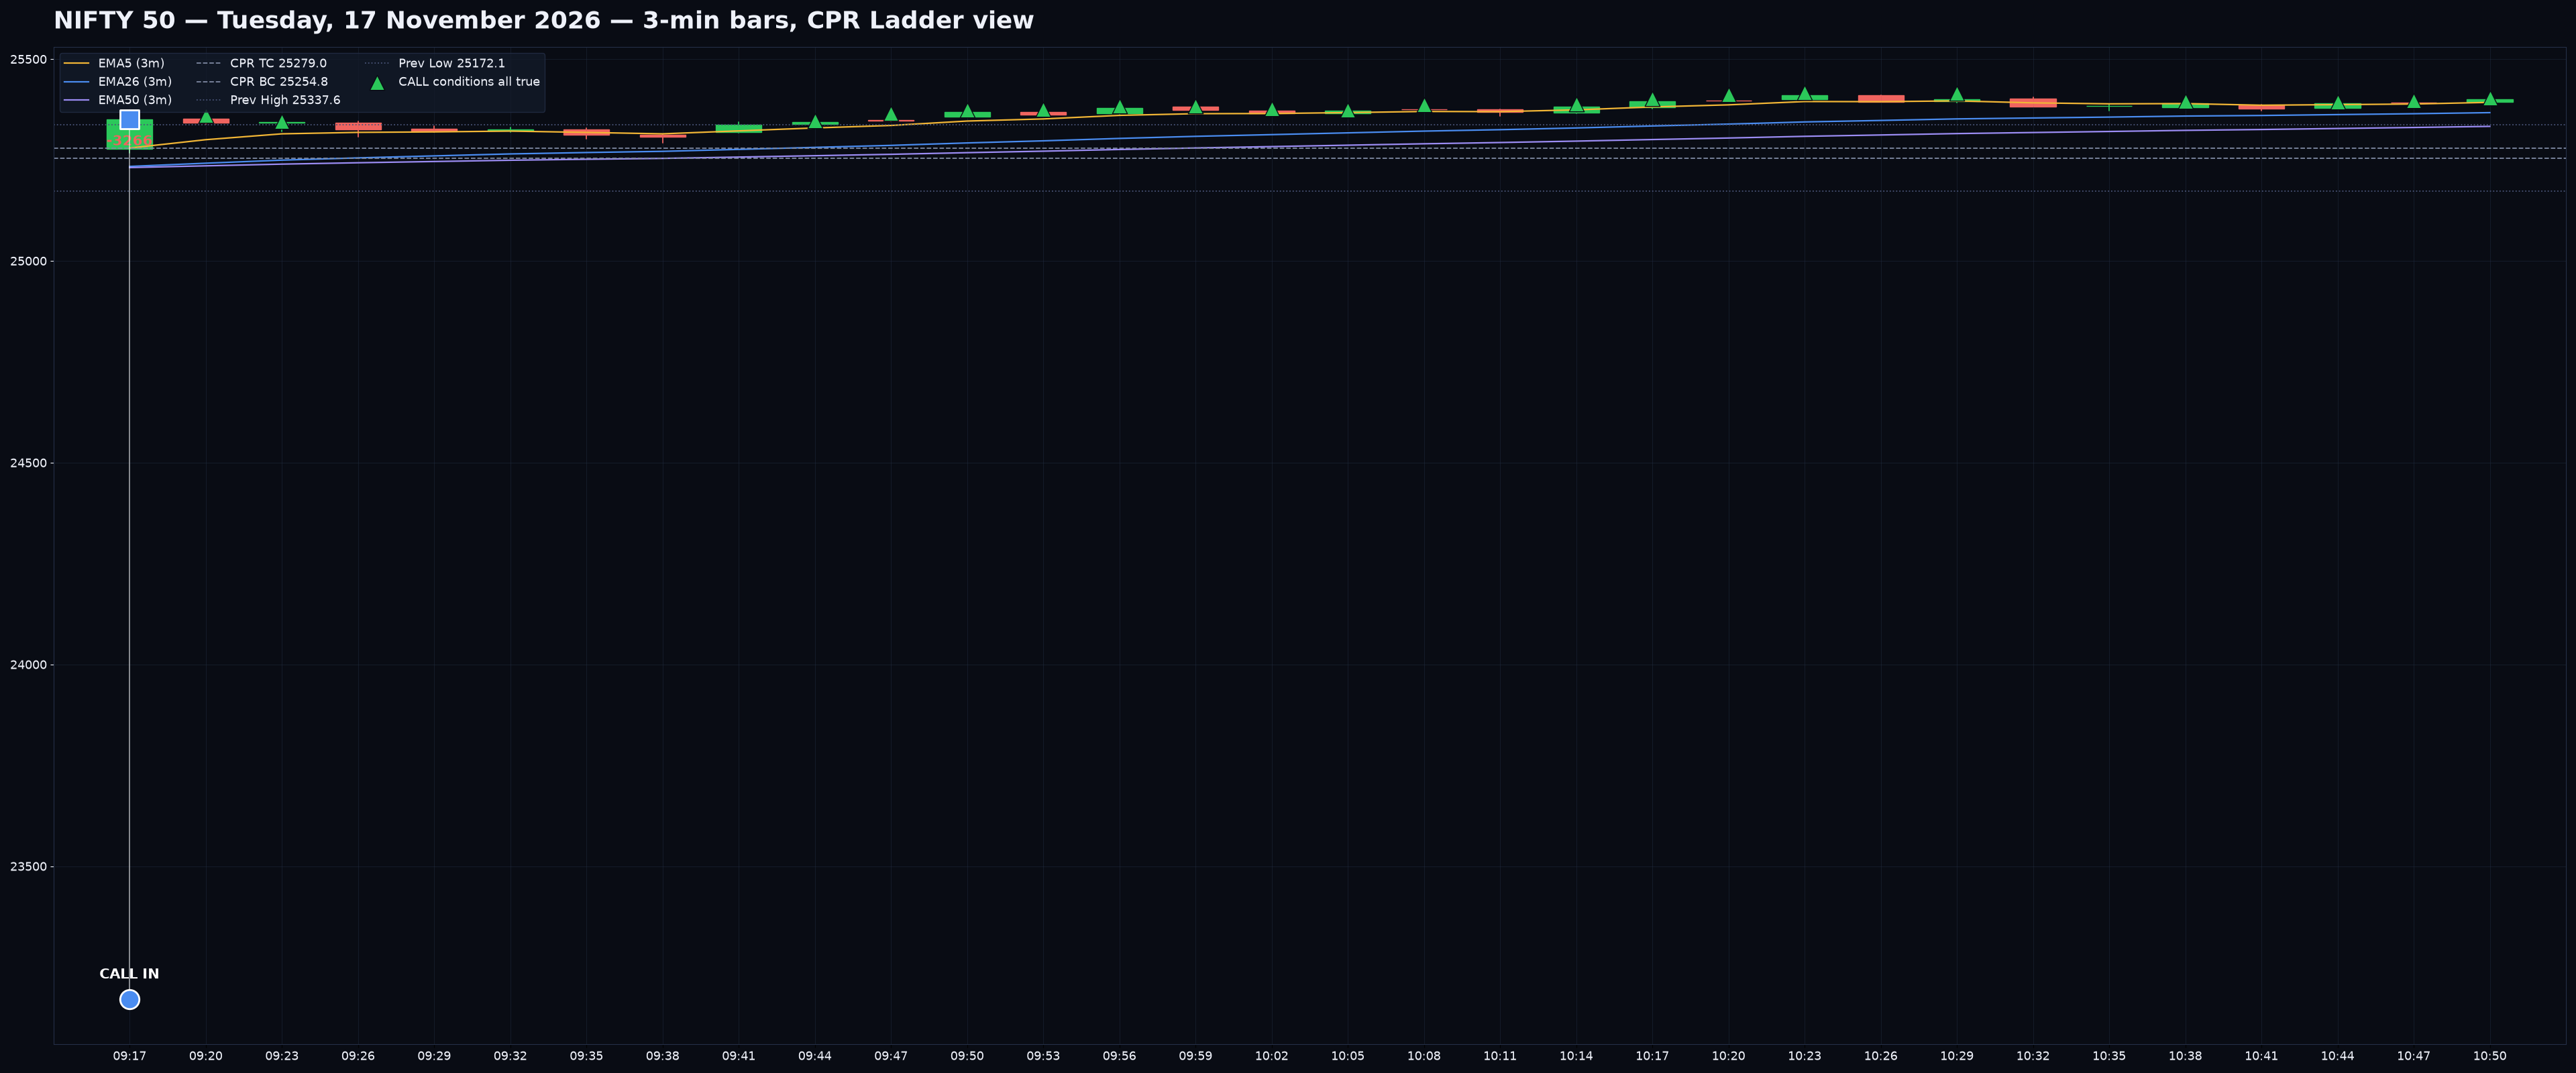 NIFTY 50 — Tuesday, 17 November 2026 — 3-min bars, CPR Ladder view
EMA5 (3m)
EMA26 (3m)
EMA50 (3m)
CPR TC 25279.0
CPR BC 25254.8
Prev High 25337.6
Prev Low 25172.1
CALL conditions all true
25500
25000
24500
24000
23500
CALL IN
09:17 09:20 09:23 09:26 09:29 09:32 09:35 09:38 09:41 09:44 09:47 09:50 09:53 09:56 09:59 10:02 10:05 10:08 10:11 10:14 10:17 10:20 10:23 10:26 10:29 10:32 10:35 10:38 10:41 10:44 10:47 10:50